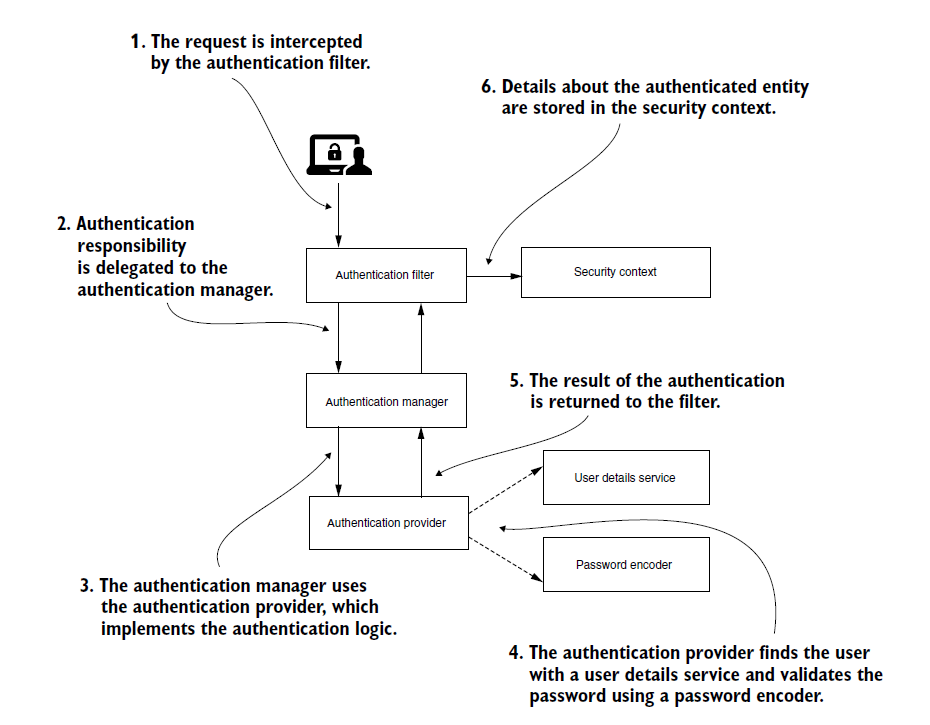 1. The request is intercepted
by the authentication filter.
6. Details about the authenticated entity
are stored in the security context.
2. Authentication
responsibility
is delegated to the
authentication manager.
Authentication filter
Security context
Authentication manager
5. The result of the authentication
is returned to the filter.
User details service
Authentication provider
Password encoder
3. The authentication manager uses
the authentication provider, which
implements the authentication logic.
4. The authentication provider finds the user
with a user details service and validates the
password using a password encoder.